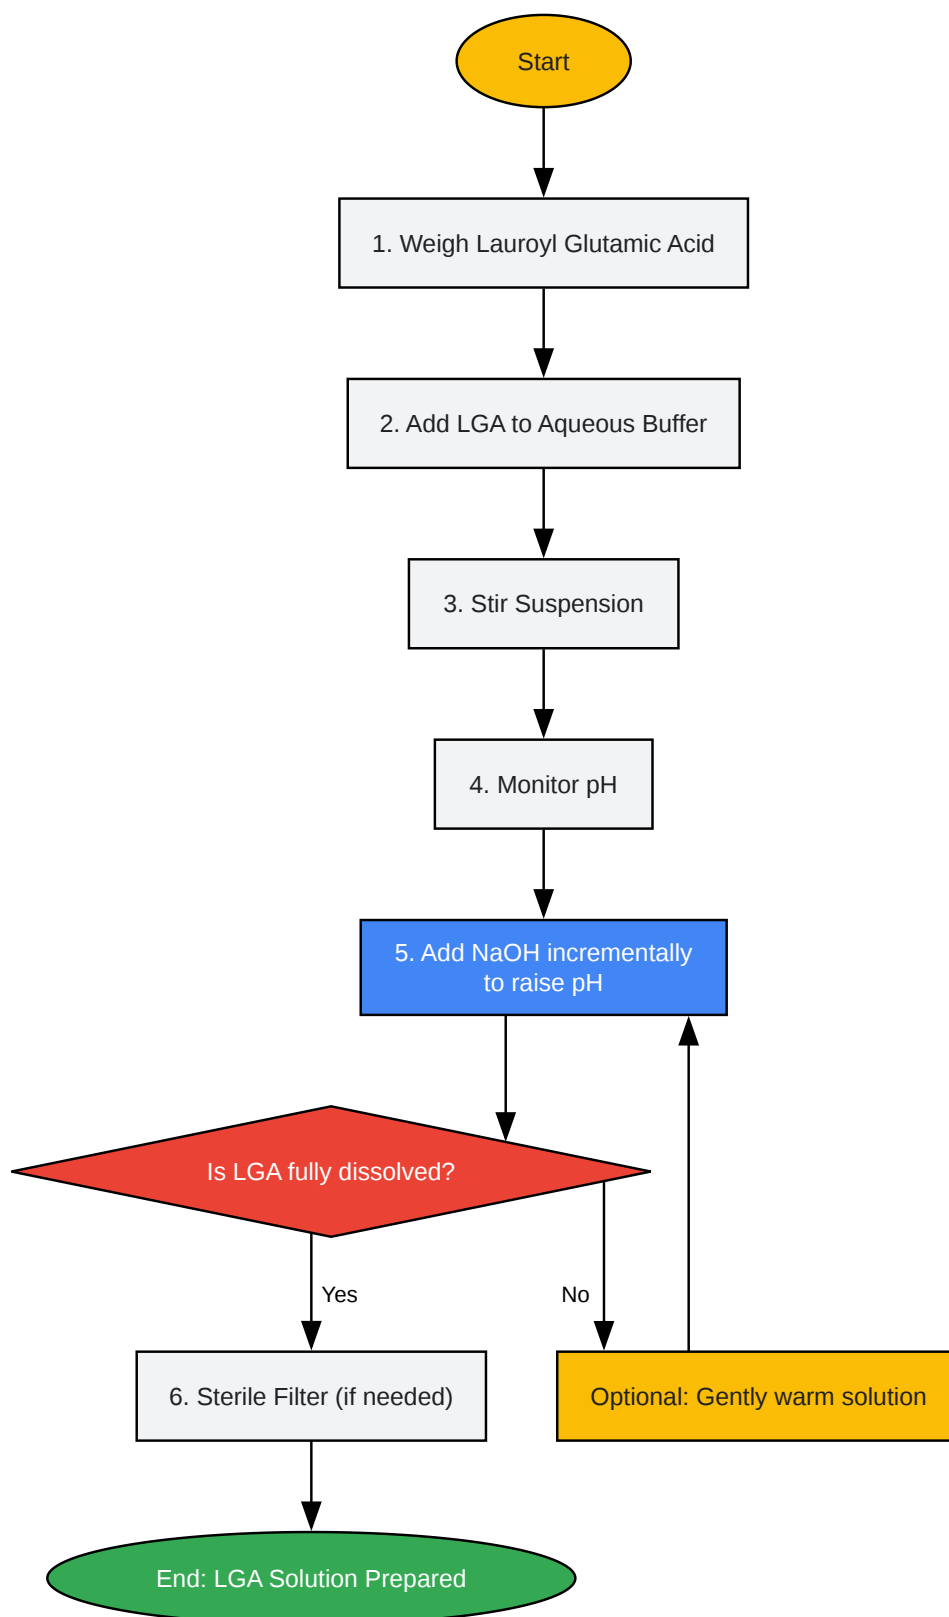 Start
1. Weigh Lauroyl Glutamic Acid
2. Add LGA to Aqueous Buffer
3. Stir Suspension
4. Monitor pH
5. Add NaOH incrementally
to raise pH
Is LGA fully dissolved?
Yes
No
6. Sterile Filter (if needed)
Optional: Gently warm solution
End: LGA Solution Prepared